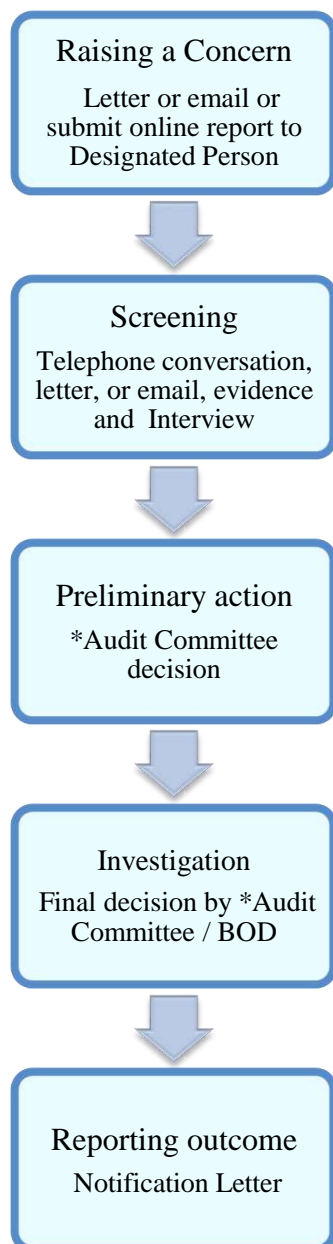 Raising a Concern
Letter or email or
submit online report to
Designated Person
Screening
Telephone conversation,
letter, or email, evidence
and Interview
Preliminary action
*Audit Committee
decision
Investigation
Final decision by *Audit
Committee / BOD
Reporting outcome
Notification Letter